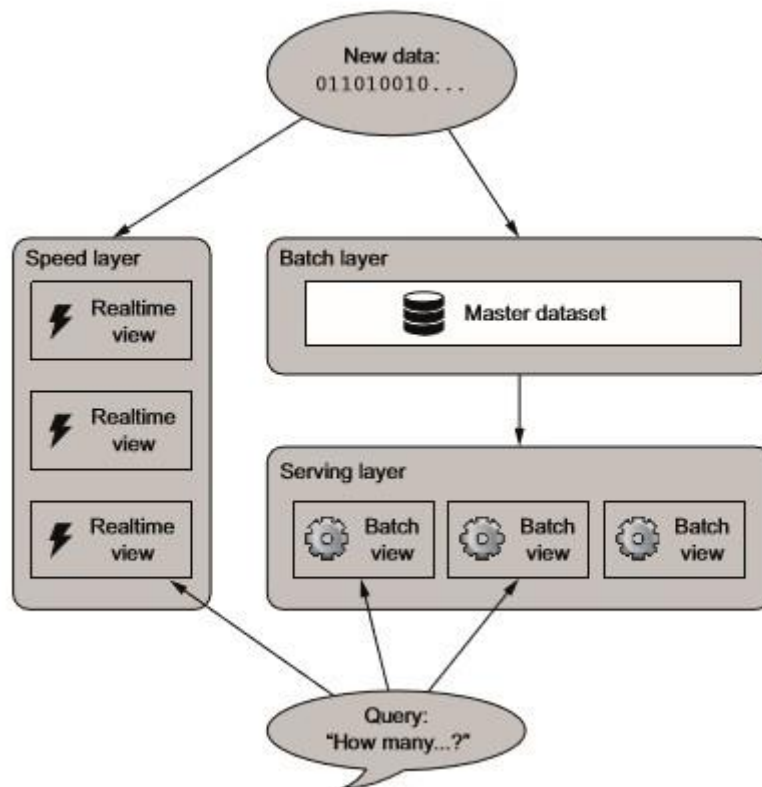 New data:
011010010...
Speed layer
Realtime
view
Realtime
view
Realtime
view
Batch layer
Master dataset
Serving layer
Batch
view
Batch
view
Batch
view
Query:
“How many...?”